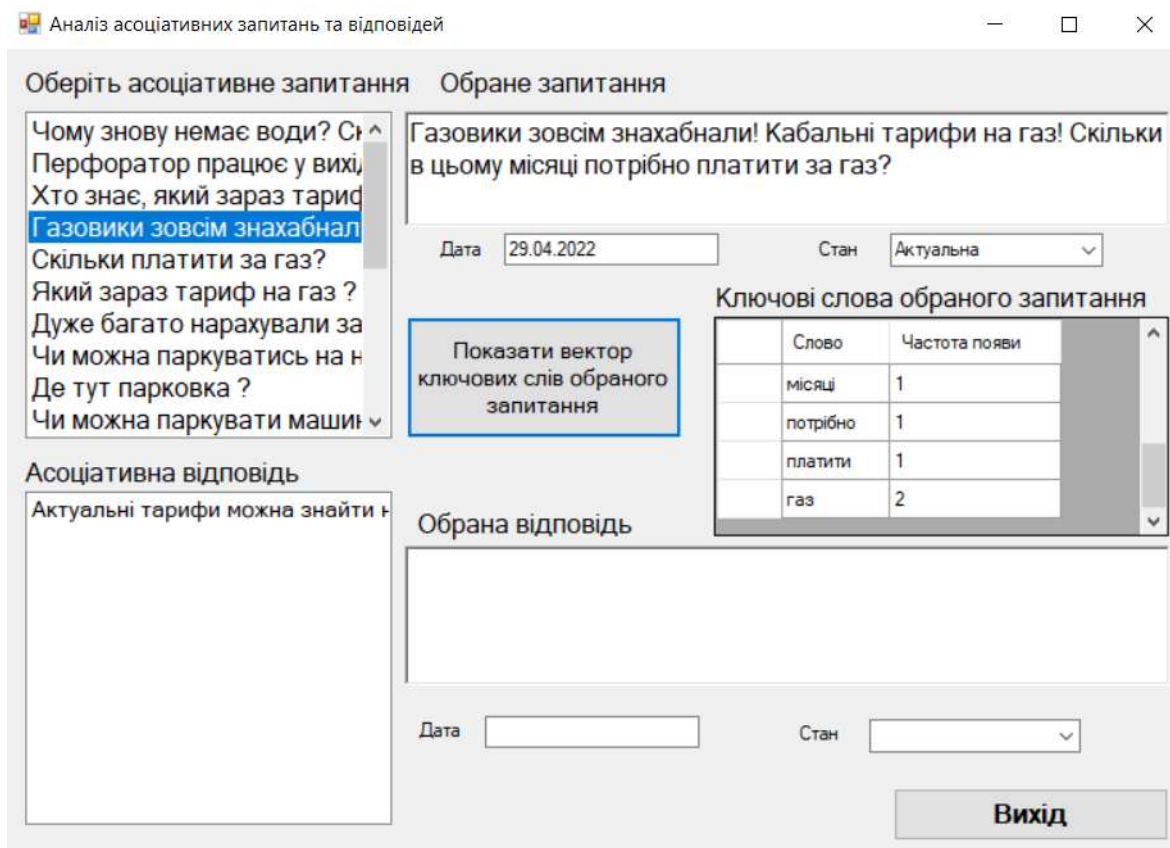 Аналіз асоціативних запитань та відповідей
Оберіть асоціативне запитання
Обране запитання
Чому знову немає води?
Перфоратор працює у
Хто знає, який зараз
Газовики зовсім
Скільки платити за газ?
Який зараз тариф на газ ?
Дуже багато нарахували за
Чи можна паркуватись на
Де тут парковка ?
Чи можна паркувати
Газовики зовсім знахабнали! Кабальні тарифи на газ! Скільки
в цьому місяці потрібно платити за газ?
Дата 29.04.2022
Стан Актуальна
Показати вектор
ключових слів обраного
запитання
Ключові слова обраного запитання
Слово Частота появи
місяці 1
потрібно 1
платити 1
газ 2
Асоціативна відповідь
Актуальні тарифи можна знайти
Обрана відповідь
Дата
Стан
Вихід